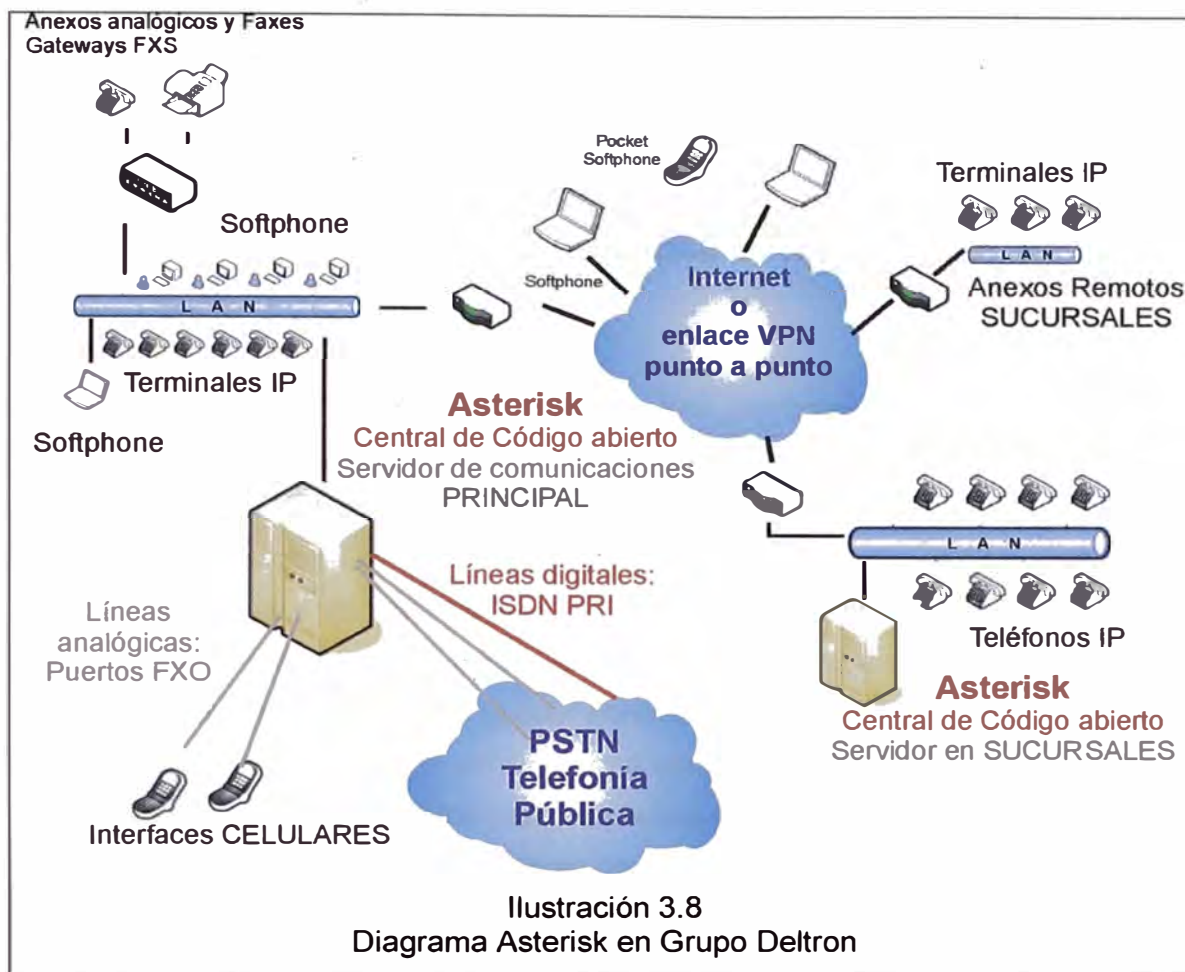 Anexos analógicos y Faxes
Gateways FXS
Softphone
L A N
Terminales IP
Softphone
Pocket
Softphone
Softphone
Internet
o
enlace VPN
punto a punto
Terminales IP
L A N
Anexos Remotos
SUCURSALES
Asterisk
Central de Código abierto
Servidor de comunicaciones
PRINCIPAL
Líneas digitales:
ISDN PRI
Líneas
analógicas:
Puertos FXO
PSTN
Telefonía
Pública
Interfaces CELULARES
L A N
Teléfonos IP
Asterisk
Central de Código abierto
Servidor en SUCURSALES
Ilustración 3.8
Diagrama Asterisk en Grupo Deltron